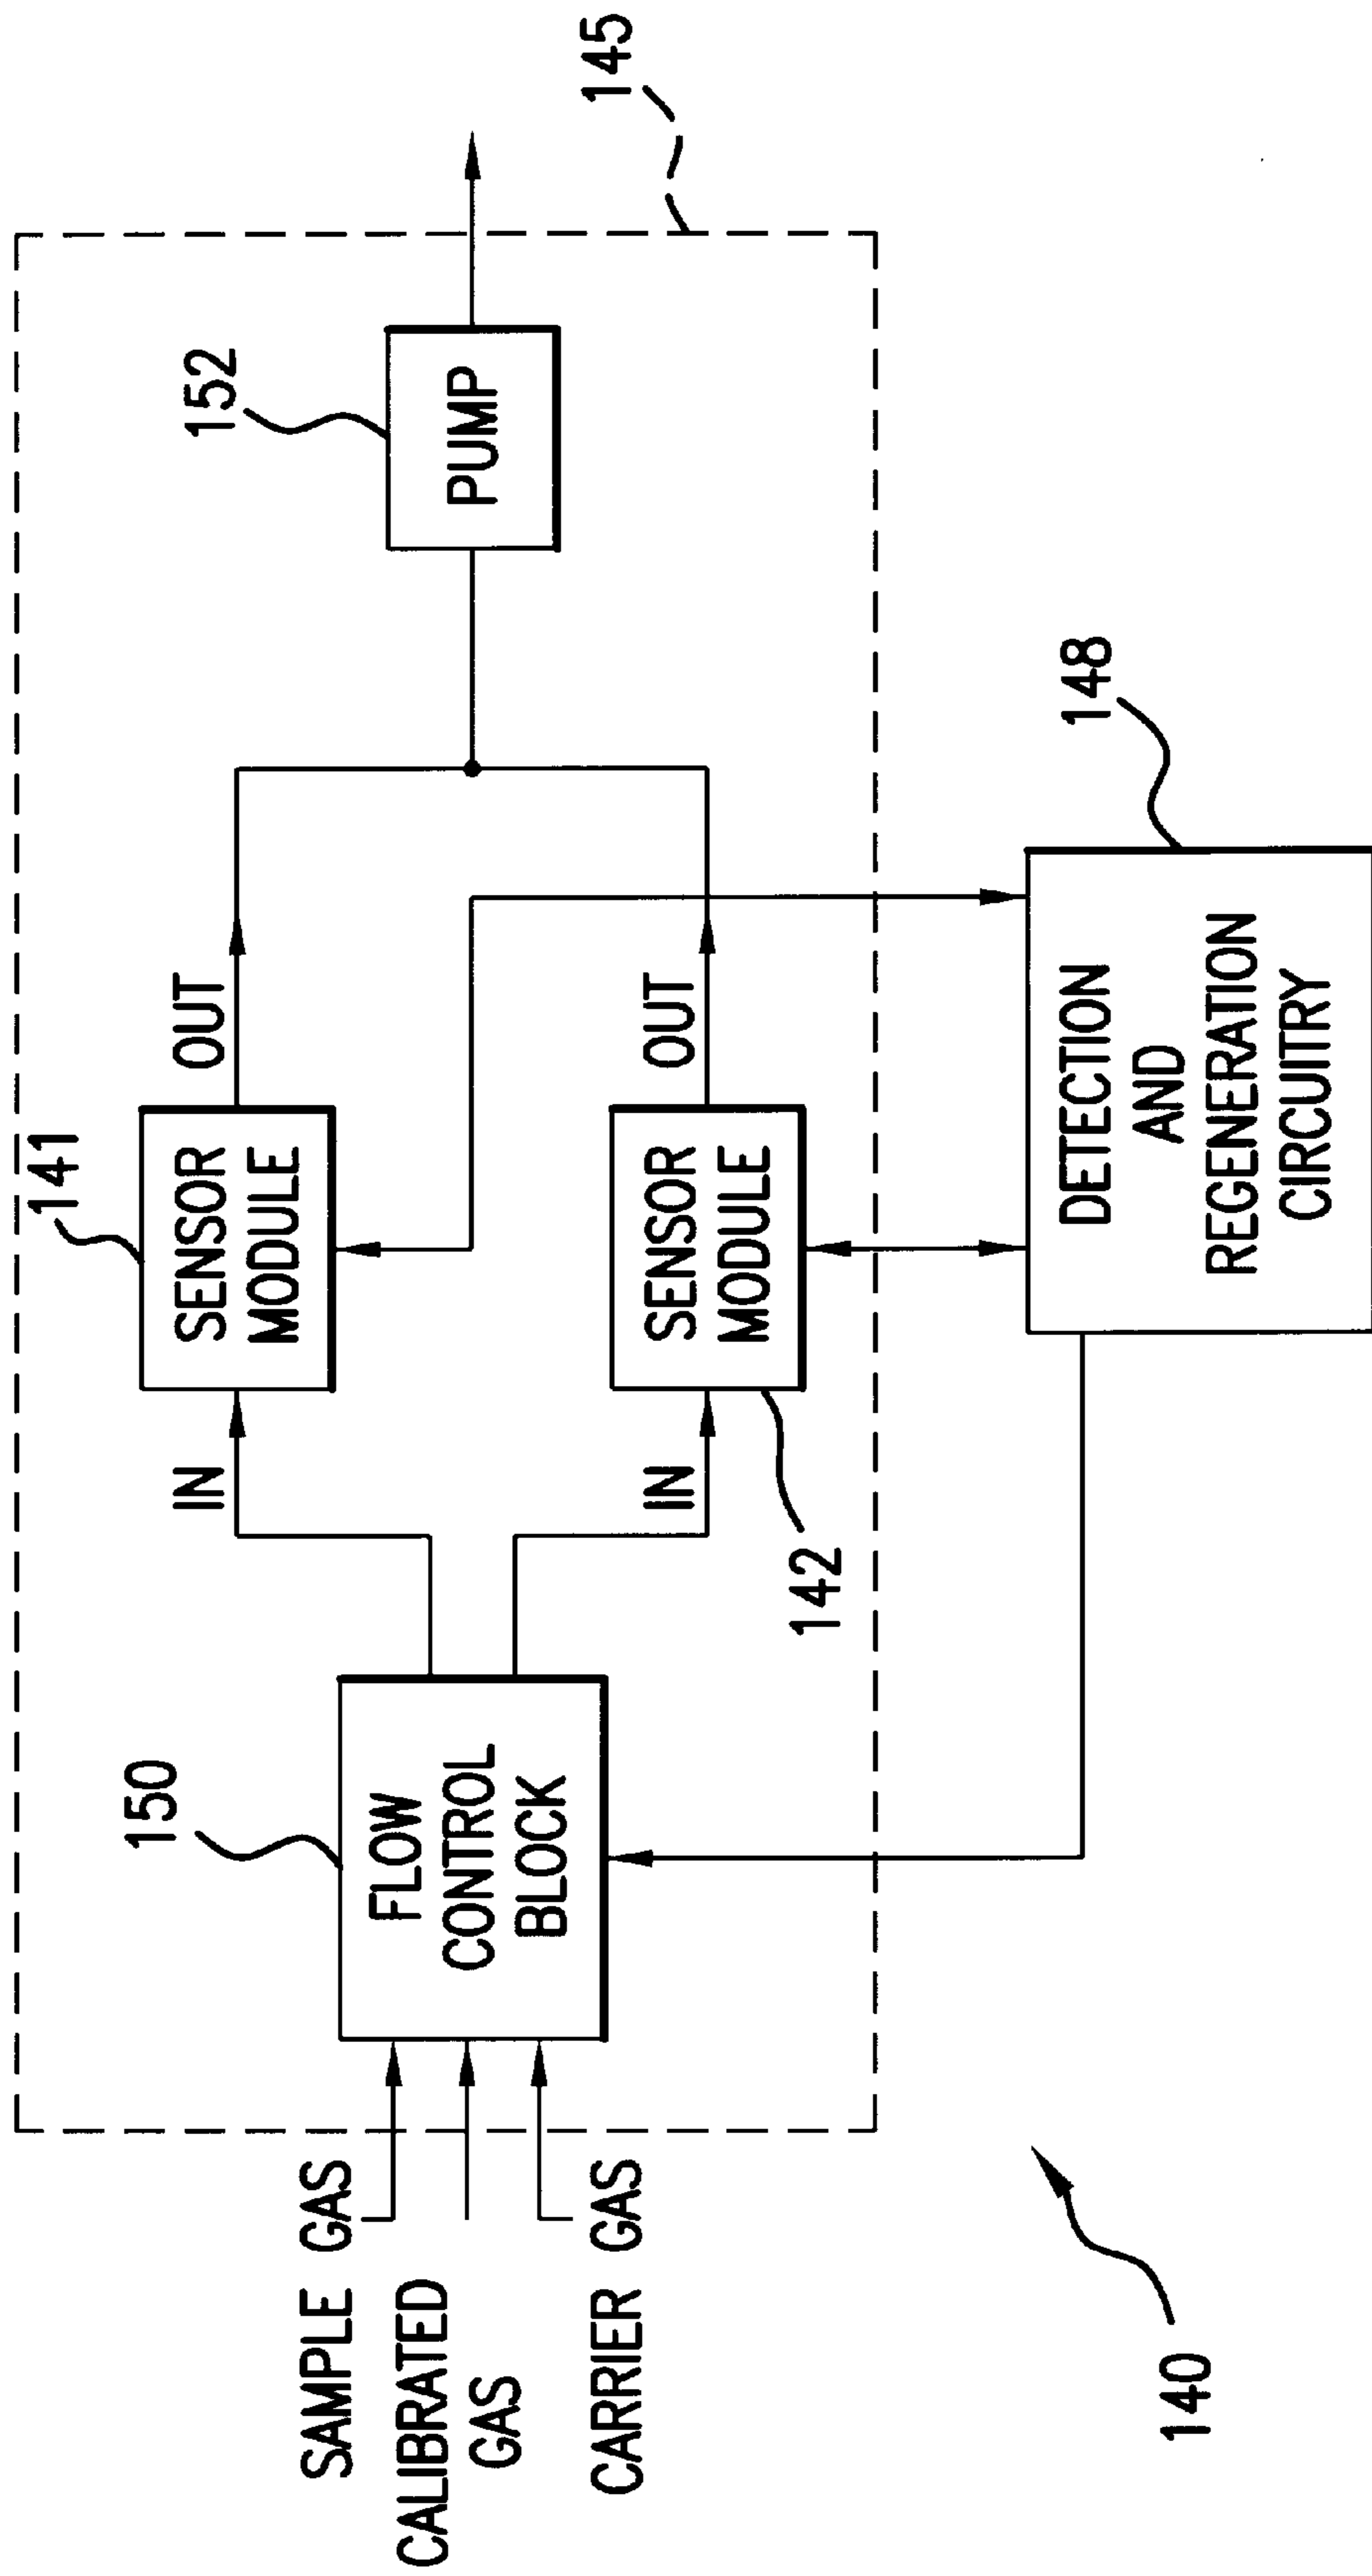 SAMPLE GAS
CALIBRATED
GAS
CARRIER GAS
150
FLOW
CONTROL
BLOCK
IN
141
SENSOR
MODULE
OUT
IN
142
SENSOR
MODULE
OUT
152
PUMP
145
148
DETECTION
AND
REGENERATION
CIRCUITRY
140